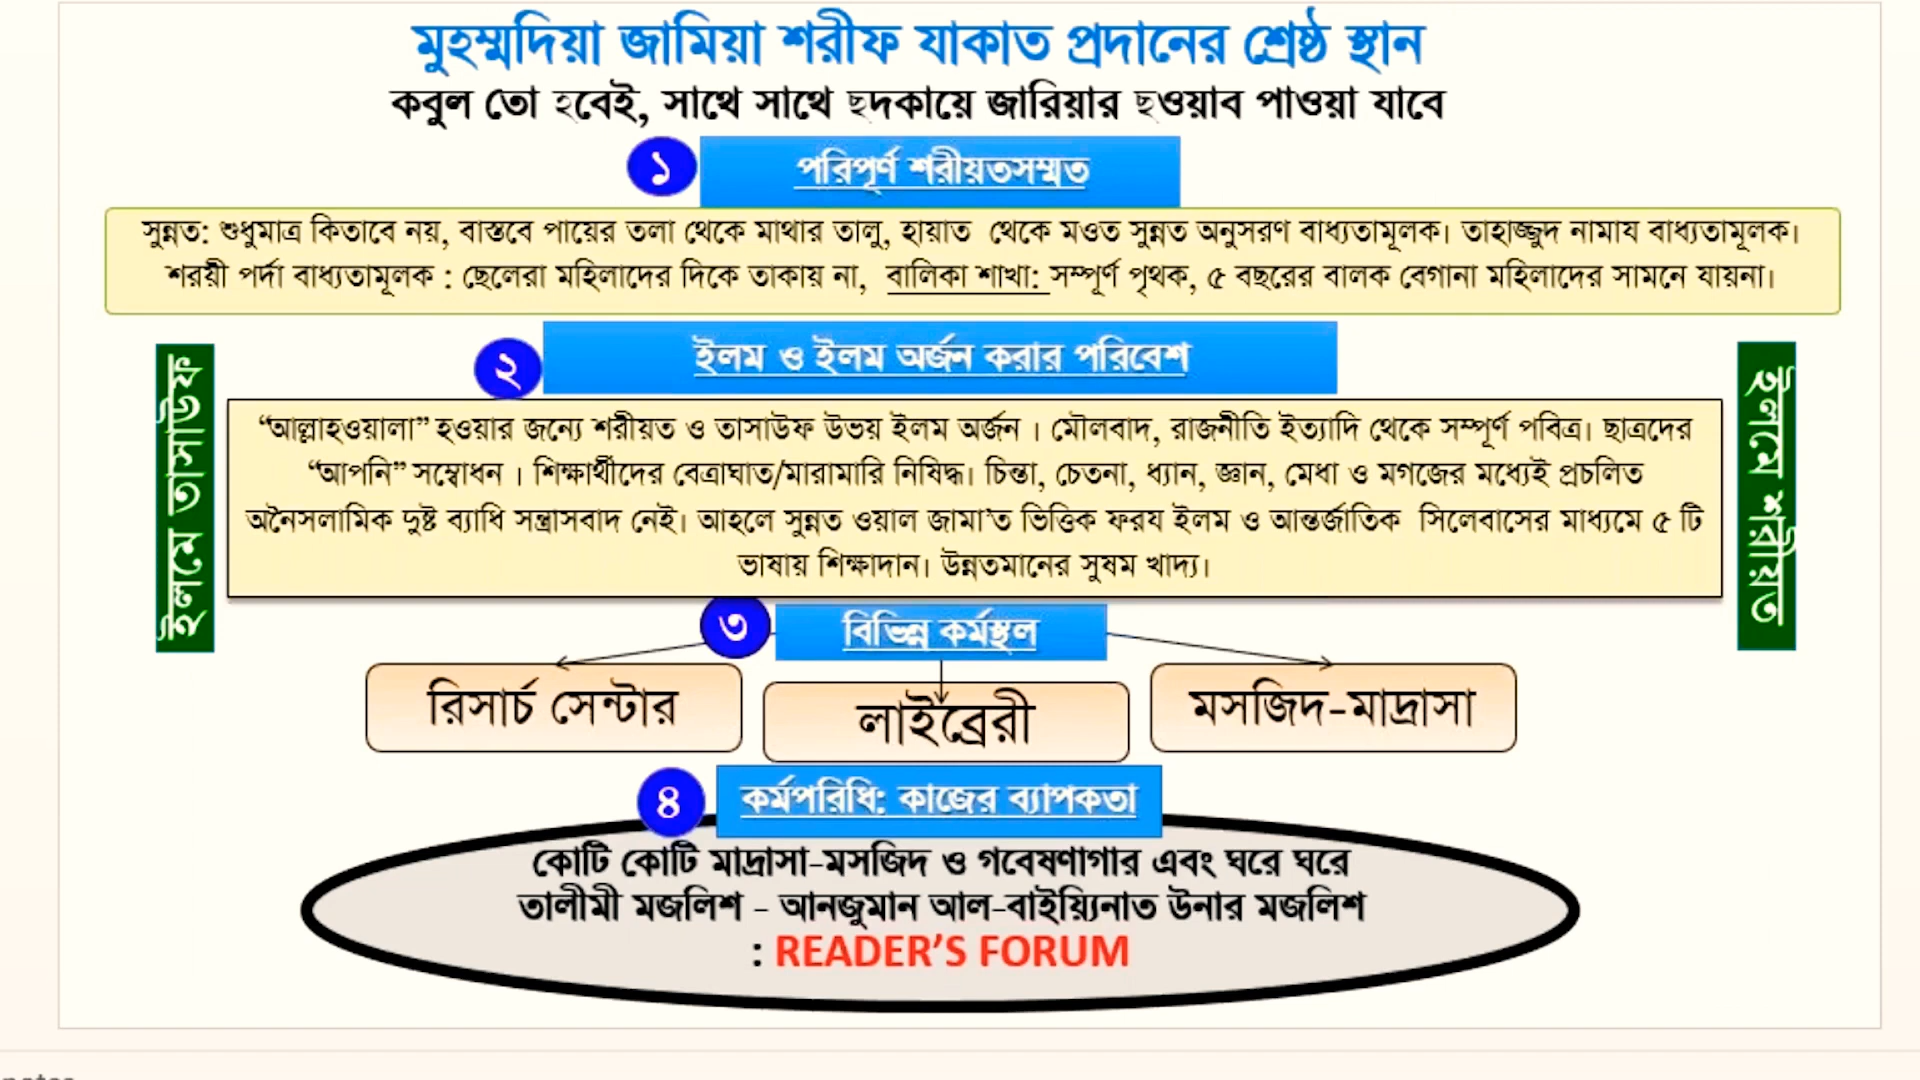 মুহম্মদিয়া জামিয়া শরীফ যাকাত প্রদানের শ্রেষ্ঠ স্থান
কবুল তো হবেই, সাথে সাথে ছদকায়ে জারিয়ার ছওয়াব পাওয়া যাবে
১
পরিপূর্ণ শরীয়তসম্মত
সুন্নত: শুধুমাত্র কিতাবে নয়, বাস্তবে পায়ের তলা থেকে মাথার তালু, হায়াত থেকে মওত সুন্নত অনুসরণ বাধ্যতামূলক। তাহাজ্জুদ নামায বাধ্যতামূলক।
শরয়ী পর্দা বাধ্যতামূলক : ছেলেরা মহিলাদের দিকে তাকায় না, বালিকা শাখা: সম্পূর্ণ পৃথক, ৫ বছরের বালক বেগানা মহিলাদের সামনে যায়না।
২
ইলম ও ইলম অর্জন করার পরিবেশ
ইলমে তাসাউফ
“আল্লাহওয়ালা” হওয়ার জন্যে শরীয়ত ও তাসাউফ উভয় ইলম অর্জন । মৌলবাদ, রাজনীতি ইত্যাদি থেকে সম্পূর্ণ পবিত্র। ছাত্রদের
“আপনি” সম্বোধন । শিক্ষার্থীদের বেত্রাঘাত/মারামারি নিষিদ্ধ। চিন্তা, চেতনা, ধ্যান, জ্ঞান, মেধা ও মগজের মধ্যেই প্রচলিত
অনৈসলামিক দুষ্ট ব্যাধি সন্ত্রাসবাদ নেই। আহলে সুন্নত ওয়াল জামা'ত ভিত্তিক ফরয ইলম ও আন্তর্জাতিক সিলেবাসের মাধ্যমে ৫ টি
ভাষায় শিক্ষাদান। উন্নতমানের সুষম খাদ্য।
ইলমে শরীয়ত
৩
বিভিন্ন কর্মস্থল
রিসার্চ সেন্টার
লাইব্রেরী
মসজিদ-মাদ্রাসা
৪
কর্মপরিধি: কাজের ব্যাপকতা
কোটি কোটি মাদ্রাসা-মসজিদ ও গবেষণাগার এবং ঘরে ঘরে
তালীমী মজলিশ - আনজুমান আল-বাইয়্যিনাত উনার মজলিশ
: READER’S FORUM